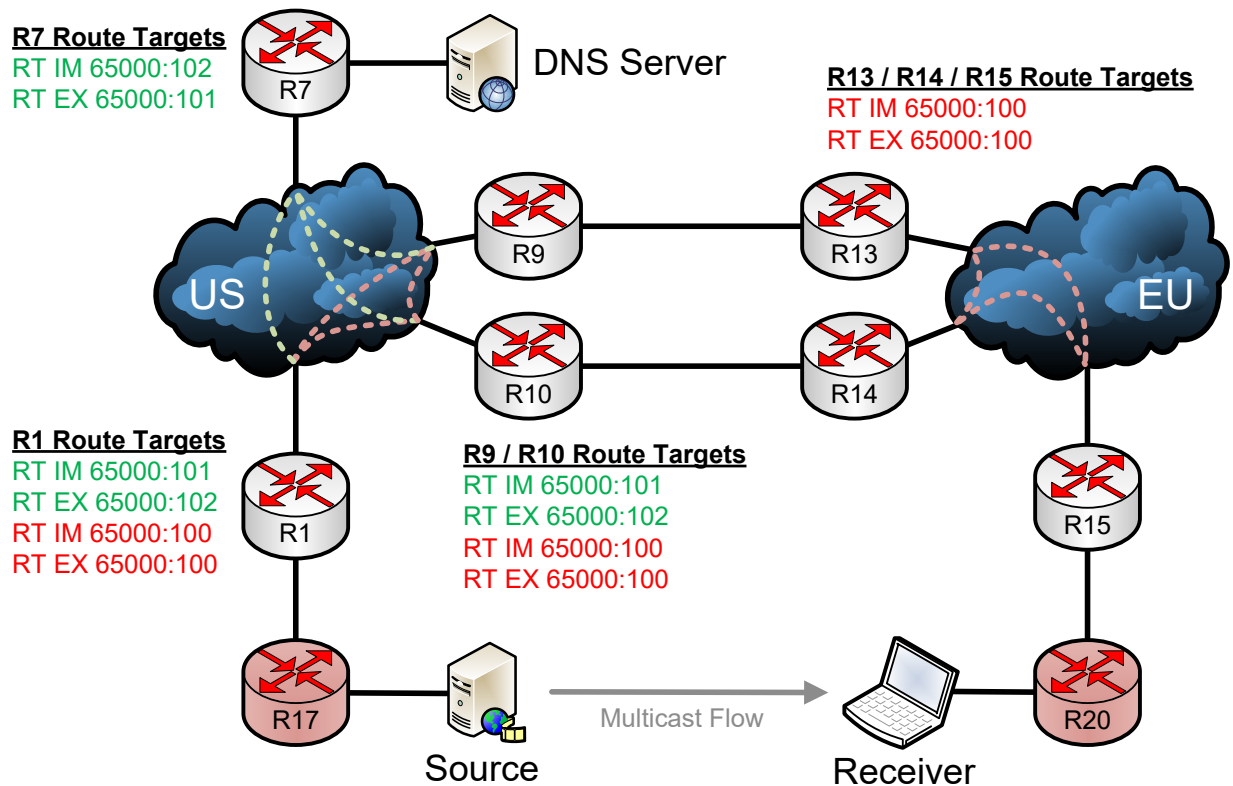 R7 Route Targets
RT IM 65000:102
RT EX 65000:101
R7
DNS Server
R13 / R14 / R15 Route Targets
RT IM 65000:100
RT EX 65000:100
R9
R13
US
EU
R10
R14
R1 Route Targets
RT IM 65000:101
RT EX 65000:102
RT IM 65000:100
RT EX 65000:100
R1
R9 / R10 Route Targets
RT IM 65000:101
RT EX 65000:102
RT IM 65000:100
RT EX 65000:100
R15
R17
Multicast Flow
R20
Source
Receiver